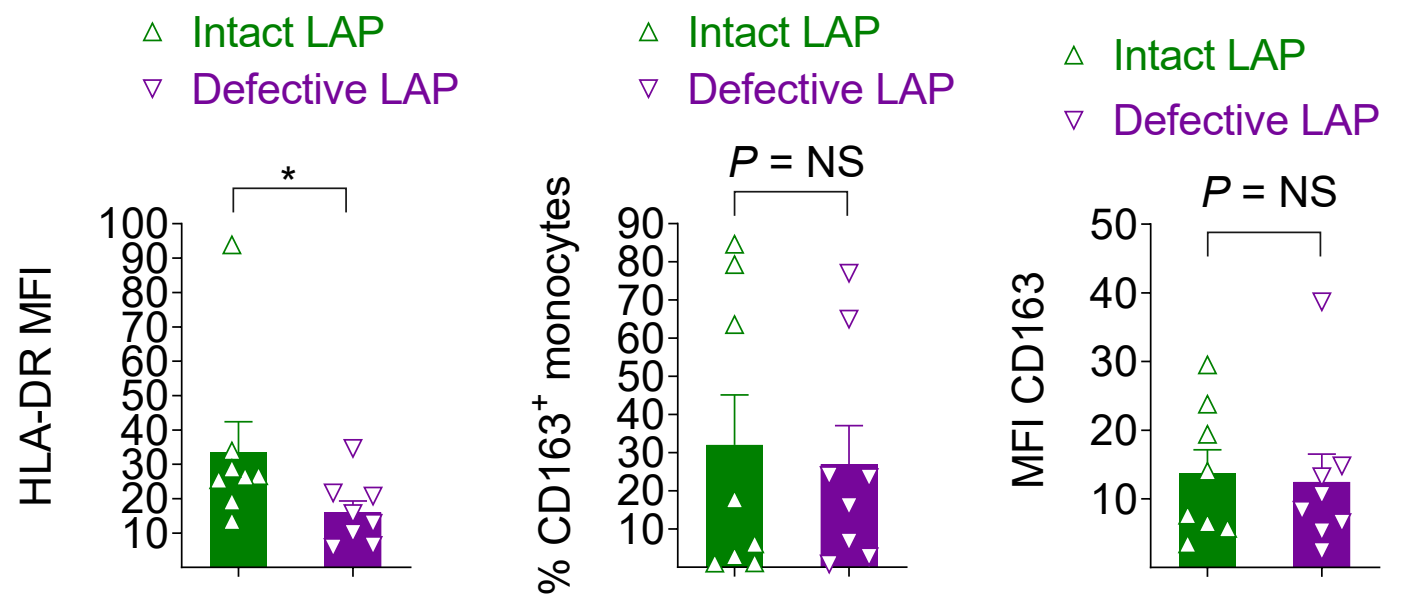 Intact LAP
Defective LAP
*
HLA-DR MFI
100
90
80
70
60
50
40
30
20
10
Intact LAP
Defective LAP
P = NS
% CD163+ monocytes
90
80
70
60
50
40
30
20
10
Intact LAP
Defective LAP
P = NS
MFI CD163
50
40
30
20
10